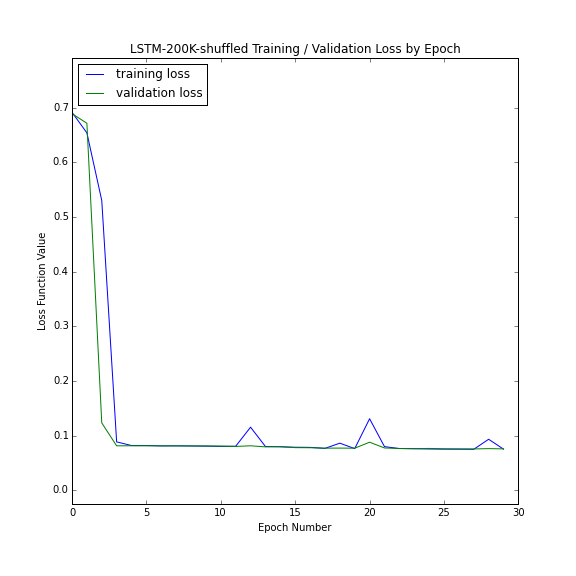 LSTM-200K-shuffled Training / Validation Loss by Epoch
training loss
validation loss
0.7
0.6
0.5
0.4
0.3
0.2
0.1
0.0
Loss Function Value
0 5 10 15 20 25 30
Epoch Number